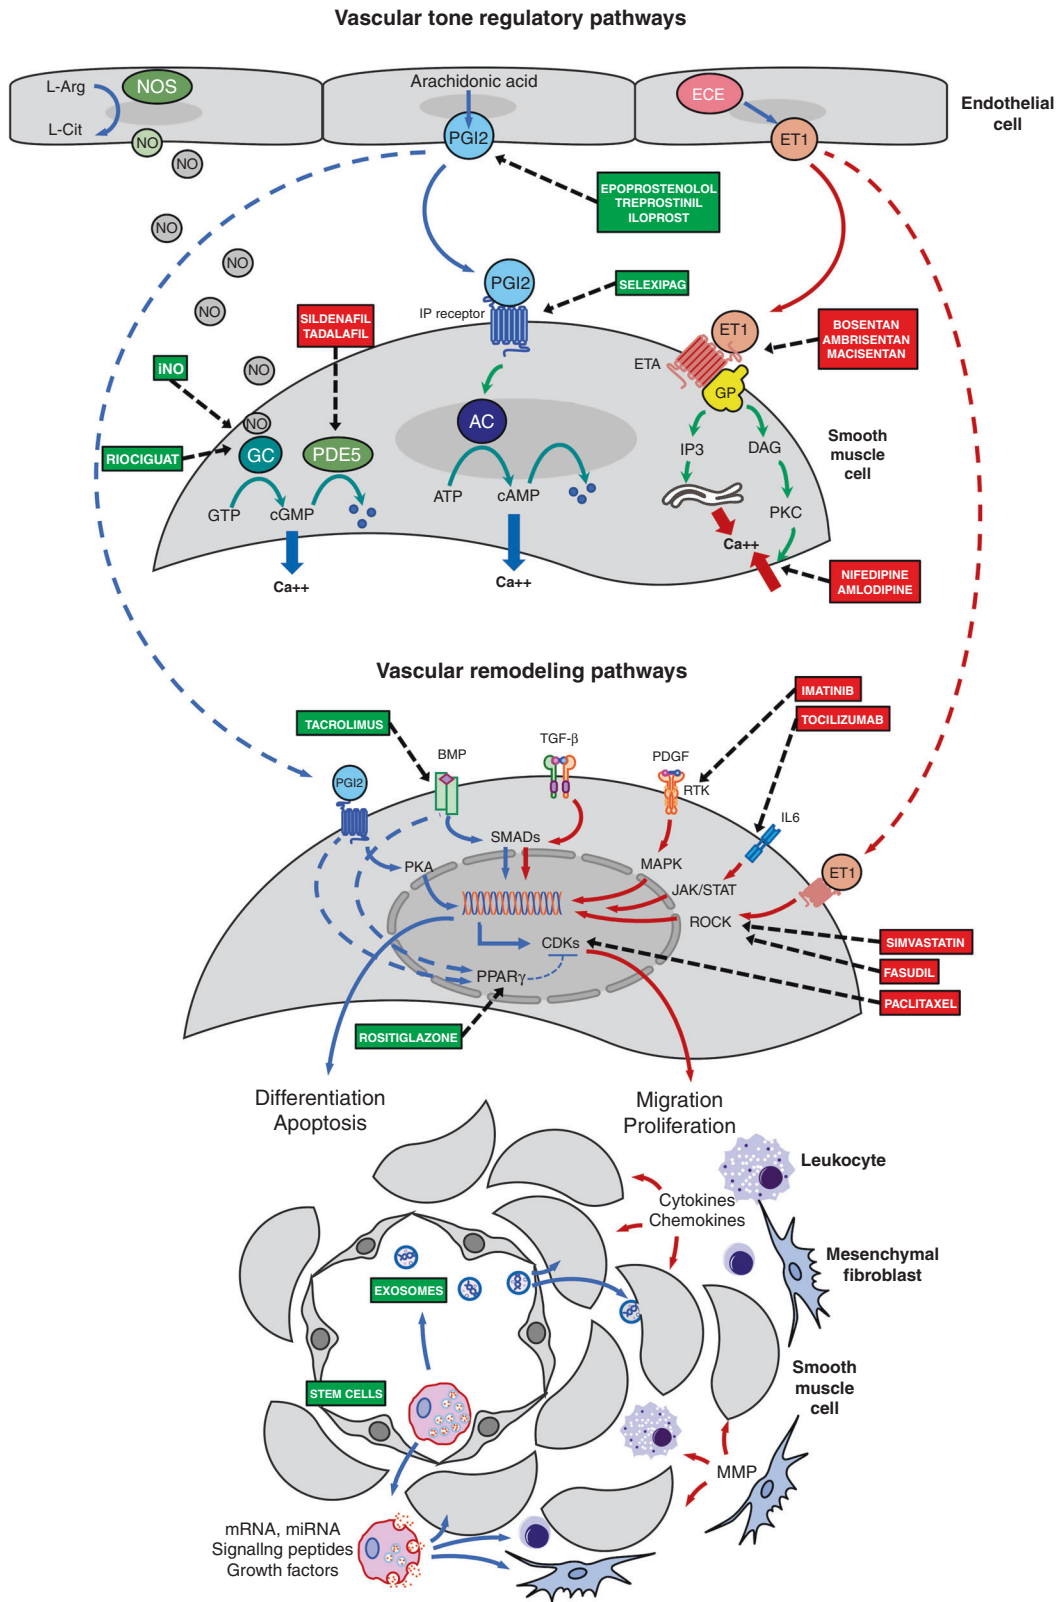 Vascular tone regulatory pathways
L-Arg
NOS
L-Cit
NO
NO
Arachidonic acid
PGI2
ECE
ET1
Endothelial
cell
EPOPROSTENOLOL
TREPROSTINIL
ILOPROST
NO
NO
NO
NO
PGI2
IP receptor
SELEXIPAG
SILDENAFIL
TADALAFIL
ET1
BOSENTAN
AMBRISENTAN
MACISENTAN
ETA
GP
iNO
NO
RIOCIGUAT
GC
PDE5
AC
IP3
DAG
Smooth
muscle
cell
GTP
cGMP
ATP
cAMP
PKC
Ca++
Ca++
Ca++
NIFEDIPINE
AMLODIPINE
Vascular remodeling pathways
IMATINIB
TACROLIMUS
TOCILIZUMAB
BMP
TGF-β
PDGF
RTK
PGI2
IL6
SMADs
PKA
MAPK
JAK/STAT
ET1
ROCK
CDKs
PPARγ
SIMVASTATIN
FASUDIL
PACLITAXEL
ROSITIGLAZONE
Differentiation
Apoptosis
Migration
Proliferation
Leukocyte
Cytokines
Chemokines
Mesenchymal
fibroblast
EXOSOMES
Smooth
muscle
cell
STEM CELLS
MMP
mRNA, miRNA
Signallng peptides
Growth factors